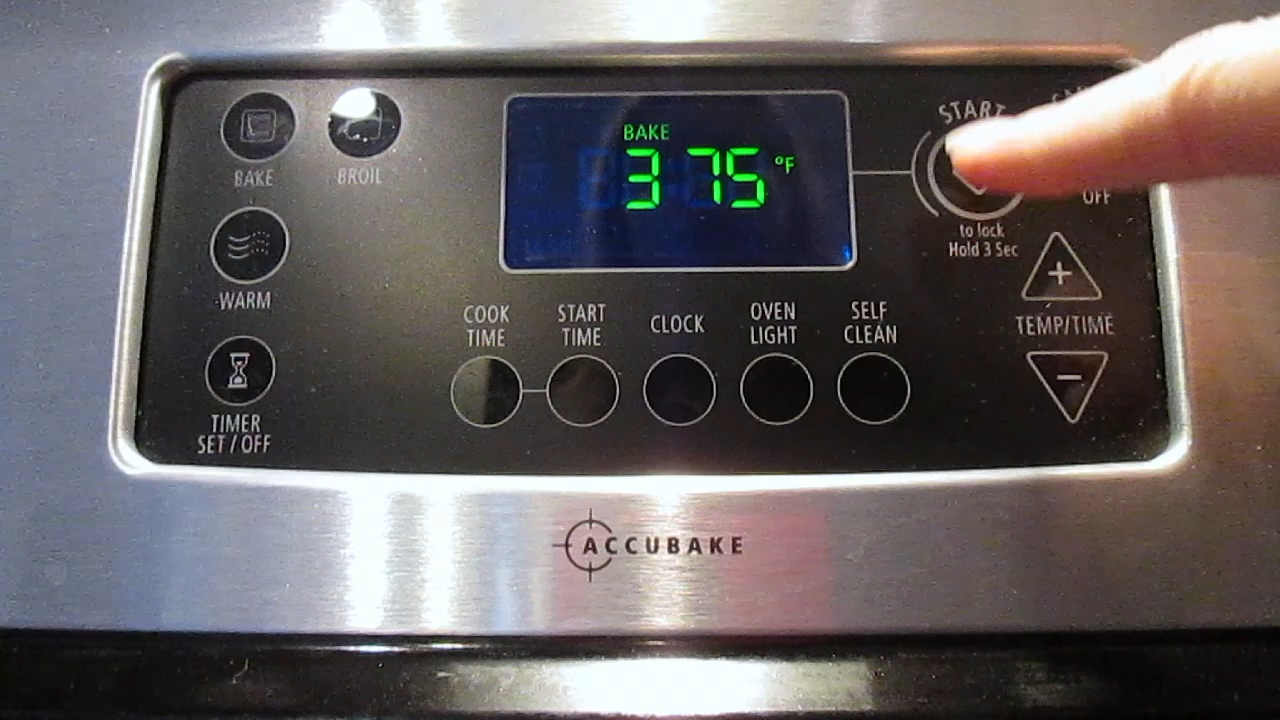 BAKE
BROIL
WARM
TIMER
SET / OFF
BAKE
375 °F
COOK
TIME
START
TIME
CLOCK
OVEN
LIGHT
SELF
CLEAN
START
OFF
to lock
Hold 3 Sec
+
TEMP/TIME
−
ACCUBAKE